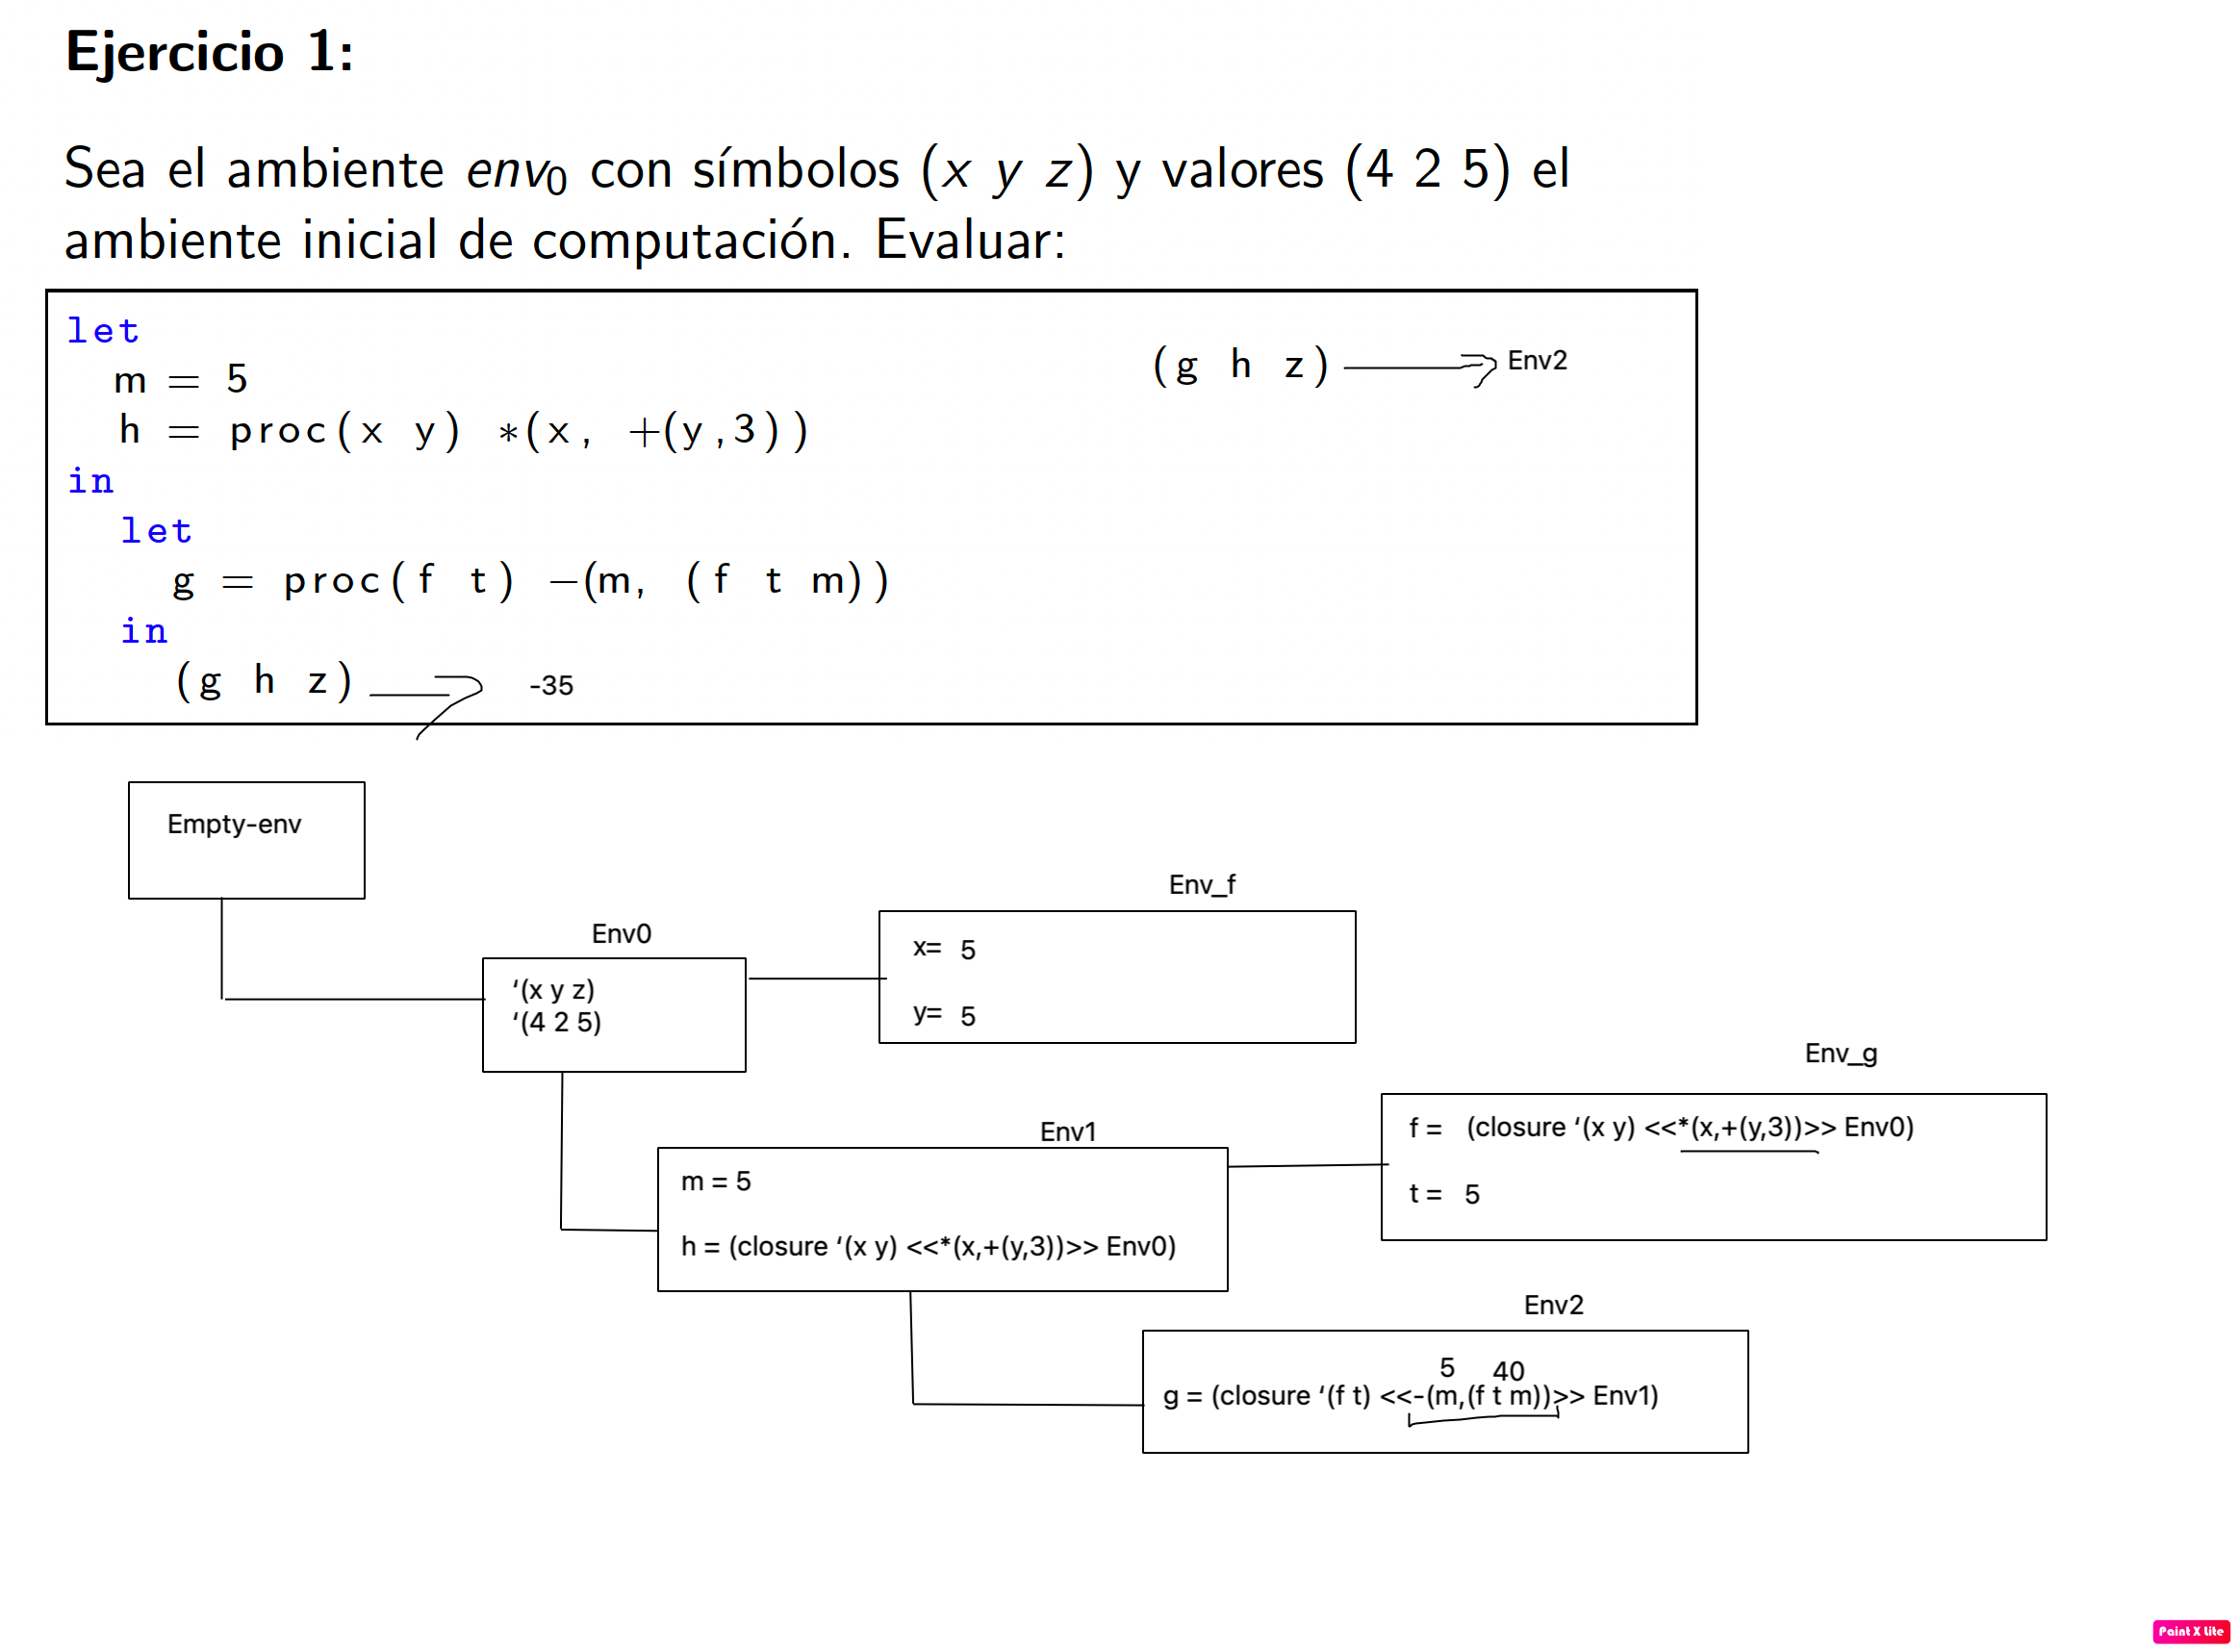 Ejercicio 1:
Sea el ambiente env0 con símbolos (x y z) y valores (4 2 5) el
ambiente inicial de computación. Evaluar:
let
m = 5
h = proc(x y) *(x, +(y,3))
in
let
g = proc(f t) −(m, (f t m))
in
(g h z) -35
(g h z) Env2
Empty-env
Env0
‘(x y z)
‘(4 2 5)
Env_f
x= 5
y= 5
Env1
m = 5
h = (closure ‘(x y) <<*(x,+(y,3))>> Env0)
Env_g
f = (closure ‘(x y) <<*(x,+(y,3))>> Env0)
t = 5
Env2
5 40
g = (closure ‘(f t) <<-(m,(f t m))>> Env1)
Paint X Lite